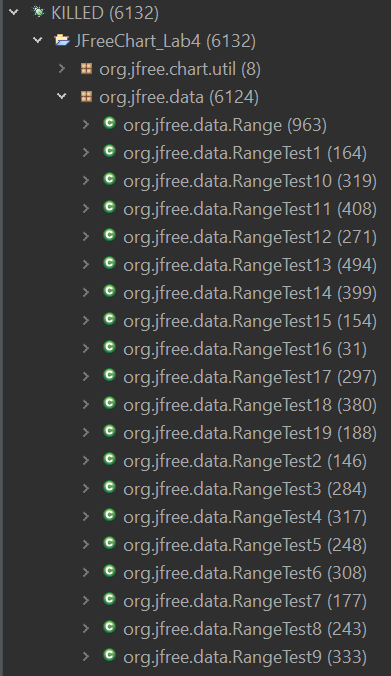 KILLED (6132)
JFreeChart_Lab4 (6132)
org.jfree.chart.util (8)
org.jfree.data (6124)
org.jfree.data.Range (963)
org.jfree.data.RangeTest1 (164)
org.jfree.data.RangeTest10 (319)
org.jfree.data.RangeTest11 (408)
org.jfree.data.RangeTest12 (271)
org.jfree.data.RangeTest13 (494)
org.jfree.data.RangeTest14 (399)
org.jfree.data.RangeTest15 (154)
org.jfree.data.RangeTest16 (31)
org.jfree.data.RangeTest17 (297)
org.jfree.data.RangeTest18 (380)
org.jfree.data.RangeTest19 (188)
org.jfree.data.RangeTest2 (146)
org.jfree.data.RangeTest3 (284)
org.jfree.data.RangeTest4 (317)
org.jfree.data.RangeTest5 (248)
org.jfree.data.RangeTest6 (308)
org.jfree.data.RangeTest7 (177)
org.jfree.data.RangeTest8 (243)
org.jfree.data.RangeTest9 (333)